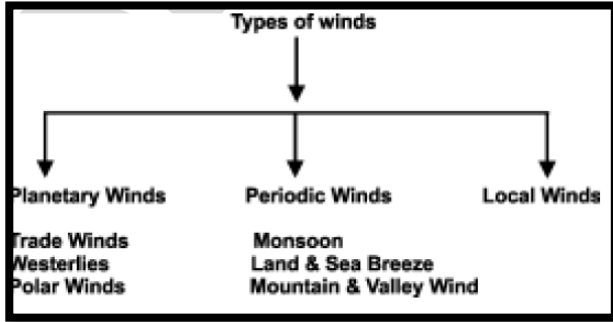 Types of winds
Planetary Winds Periodic Winds Local Winds
Trade Winds Monsoon
Westerlies Land & Sea Breeze
Polar Winds Mountain & Valley Wind